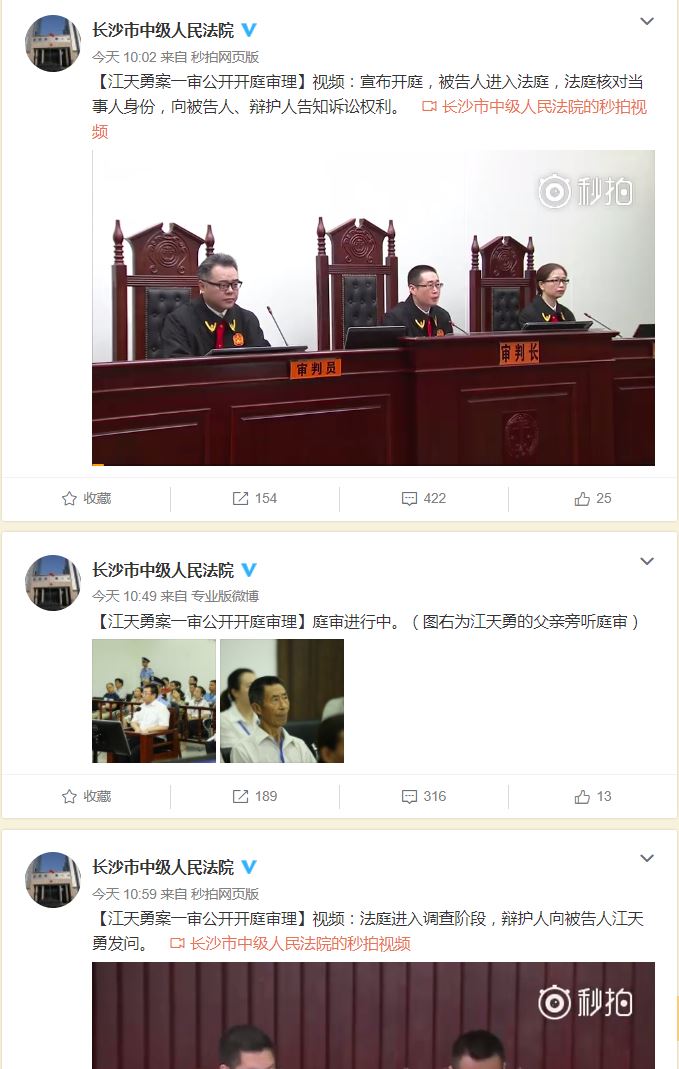 长沙市中级人民法院
今天 10:02 来自 秒拍网页版
【江天勇案一审公开开庭审理】视频：宣布开庭，被告人进入法庭，法庭核对当
事人身份，向被告人、辩护人告知诉讼权利。 长沙市中级人民法院的秒拍视
频
秒拍
审判员
审判长
收藏
154
422
25
长沙市中级人民法院
今天 10:49 来自 专业版微博
【江天勇案一审公开开庭审理】庭审进行中。（图右为江天勇的父亲旁听庭审）
收藏
189
316
13
长沙市中级人民法院
今天 10:59 来自 秒拍网页版
【江天勇案一审公开开庭审理】视频：法庭进入调查阶段，辩护人向被告人江天
勇发问。 长沙市中级人民法院的秒拍视频
秒拍